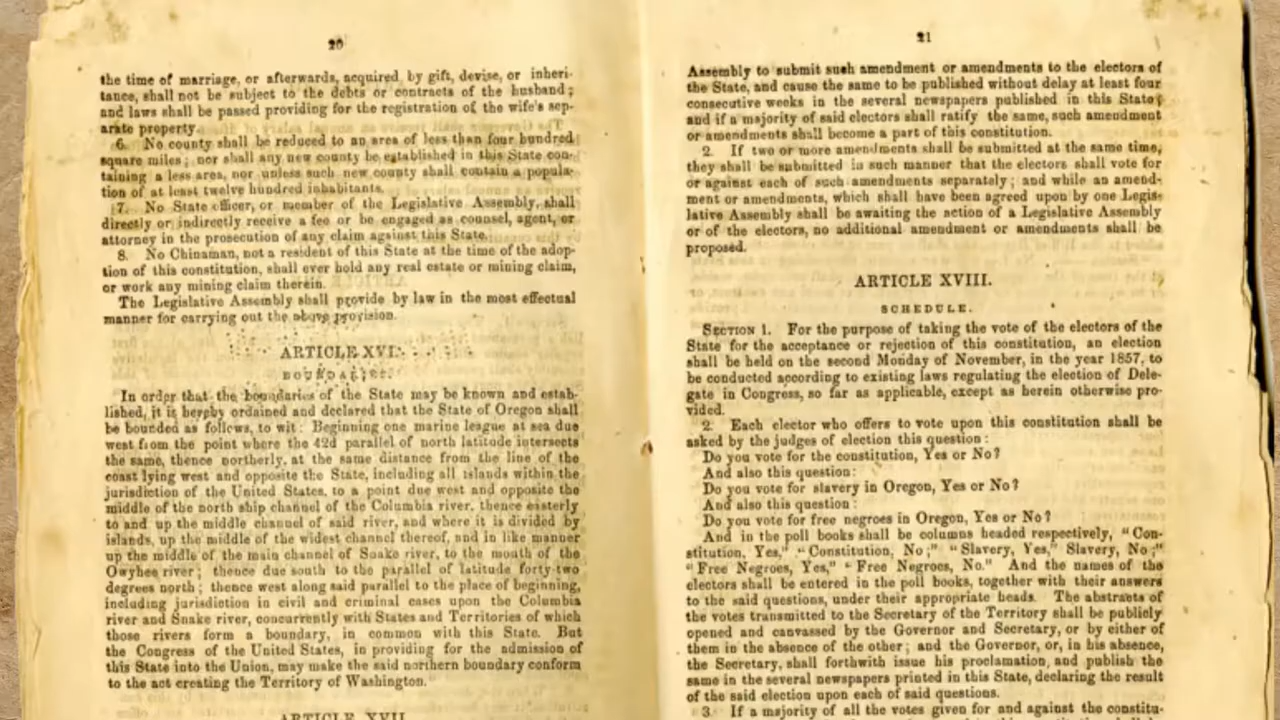 20
the time of marriage, or afterwards, acquired by gift, devise, or inheri-
tance, shall not be subject to the debts or contracts of the husband;
and laws shall be passed providing for the registration of the wife's sep-
arate property.
6. No county shall be reduced to an area of less than four hundred
square miles; nor shall any new county be established in this State con-
taining a less area, nor unless such new county shall contain a popula-
tion of at least twelve hundred inhabitants.
7. No State officer, or member of the Legislative Assembly, shall
directly or indirectly receive a fee or be engaged as counsel, agent, or
attorney in the prosecution of any claim against this State.
8. No Chinaman, not a resident of this State at the time of the adop-
tion of this constitution, shall ever hold any real estate or mining claim,
or work any mining claim therein.
The Legislative Assembly shall provide by law in the most effectual
manner for carrying out the above provision.
ARTICLE XVI.
BOUNDARIES.
In order that the boundaries of the State may be known and estab-
lished, it is hereby ordained and declared that the State of Oregon shall
be bounded as follows, to wit: Beginning one marine league at sea due
west from the point where the 42d parallel of north latitude intersects
the same, thence northerly, at the same distance from the line of the
coast lying west and opposite the State, including all islands within the
jurisdiction of the United States, to a point due west and opposite the
middle of the north ship channel of the Columbia river, thence easterly
to and up the middle channel of said river, and where it is divided by
islands, up the middle of the widest channel thereof, and in like manner
up the middle of the main channel of Snake river, to the mouth of the
Owyhee river; thence due south to the parallel of latitude forty-two
degrees north; thence west along said parallel to the place of beginning,
including jurisdiction in civil and criminal cases upon the Columbia
river and Snake river, concurrently with States and Territories of which
those rivers form a boundary, in common with this State. But
the Congress of the United States, in providing for the admission of
this State into the Union, may make the said northern boundary conform
to the act creating the Territory of Washington.
ARTICLE XVII.
21
Assembly to submit such amendment or amendments to the electors of
the State, and cause the same to be published without delay at least four
consecutive weeks in the several newspapers published in this State;
and if a majority of said electors shall ratify the same, such amendment
or amendments shall become a part of this constitution.
2. If two or more amendments shall be submitted at the same time,
they shall be submitted in such manner that the electors shall vote for
or against each of such amendments separately; and while an amend-
ment or amendments, which shall have been agreed upon by one Legis-
lative Assembly shall be awaiting the action of a Legislative Assembly
or of the electors, no additional amendment or amendments shall be
proposed.
ARTICLE XVIII.
SCHEDULE.
SECTION 1. For the purpose of taking the vote of the electors of the
State for the acceptance or rejection of this constitution, an election
shall be held on the second Monday of November, in the year 1857, to
be conducted according to existing laws regulating the election of Dele-
gate in Congress, so far as applicable, except as herein otherwise pro-
vided.
2. Each elector who offers to vote upon this constitution shall be
asked by the judges of election this question:
Do you vote for the constitution, Yes or No?
And also this question:
Do you vote for slavery in Oregon, Yes or No?
And also this question:
Do you vote for free negroes in Oregon, Yes or No?
And in the poll books shall be columns headed respectively, "Con-
stitution, Yes," "Constitution, No;" "Slavery, Yes," Slavery, No;"
"Free Negroes, Yes," "Free Negroes, No." And the names of the
electors shall be entered in the poll books, together with their answers
to the said questions, under their appropriate heads. The abstracts of
the votes transmitted to the Secretary of the Territory shall be publicly
opened and canvassed by the Governor and Secretary, or by either of
them in the absence of the other; and the Governor, or, in his absence,
the Secretary, shall forthwith issue his proclamation, and publish the
same in the several newspapers printed in this State, declaring the result
of the said election upon each of said questions.
3. If a majority of all the votes given for and against the constitu-